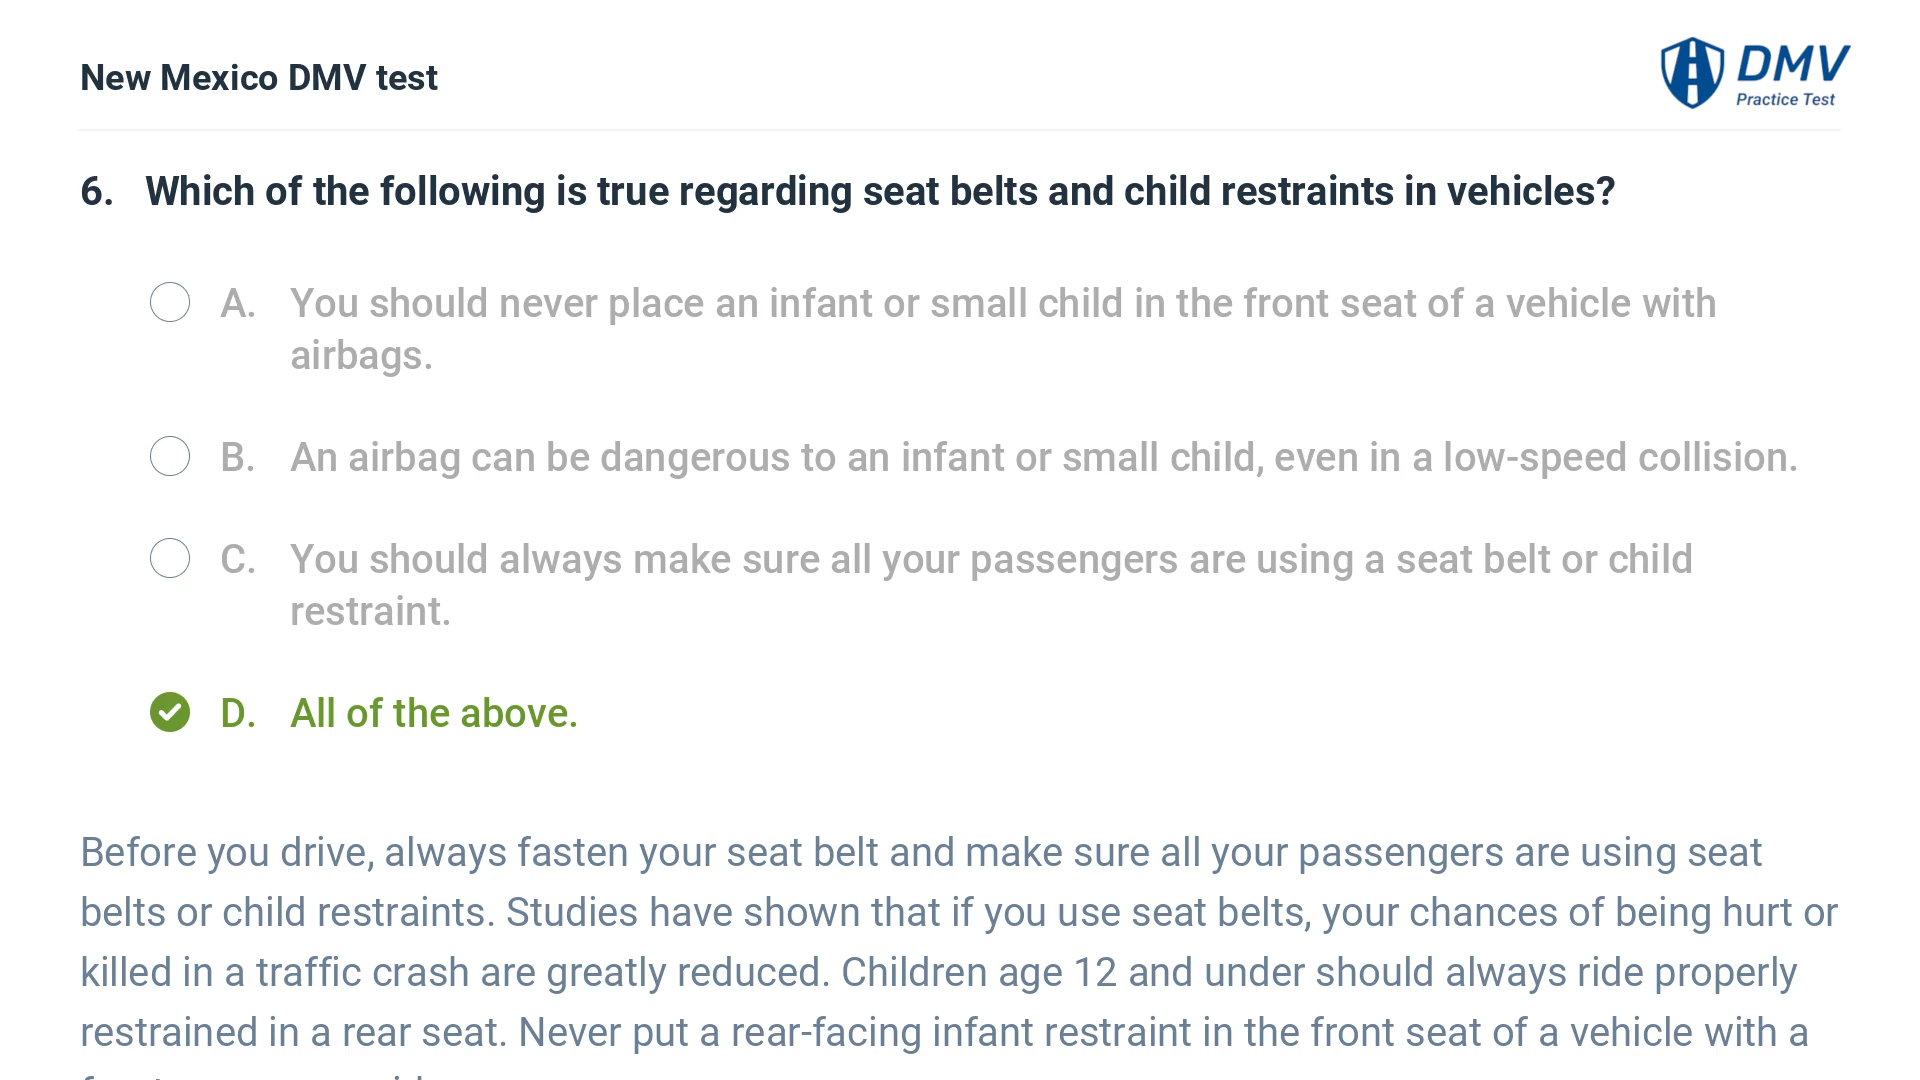 New Mexico DMV test
DMV
Practice Test
6. Which of the following is true regarding seat belts and child restraints in vehicles?
A. You should never place an infant or small child in the front seat of a vehicle with
airbags.
B. An airbag can be dangerous to an infant or small child, even in a low-speed collision.
C. You should always make sure all your passengers are using a seat belt or child
restraint.
D. All of the above.
Before you drive, always fasten your seat belt and make sure all your passengers are using seat
belts or child restraints. Studies have shown that if you use seat belts, your chances of being hurt or
killed in a traffic crash are greatly reduced. Children age 12 and under should always ride properly
restrained in a rear seat. Never put a rear-facing infant restraint in the front seat of a vehicle with a